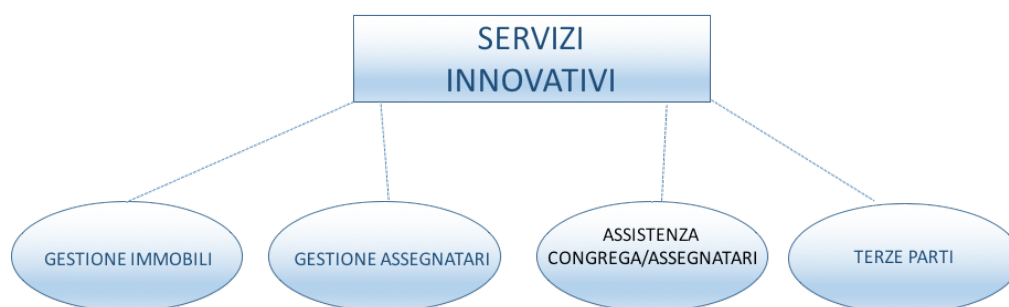 SERVIZI
INNOVATIVI
GESTIONE IMMOBILI
GESTIONE ASSEGNATARI
ASSISTENZA
CONGREGA/ASSEGNATARI
TERZE PARTI